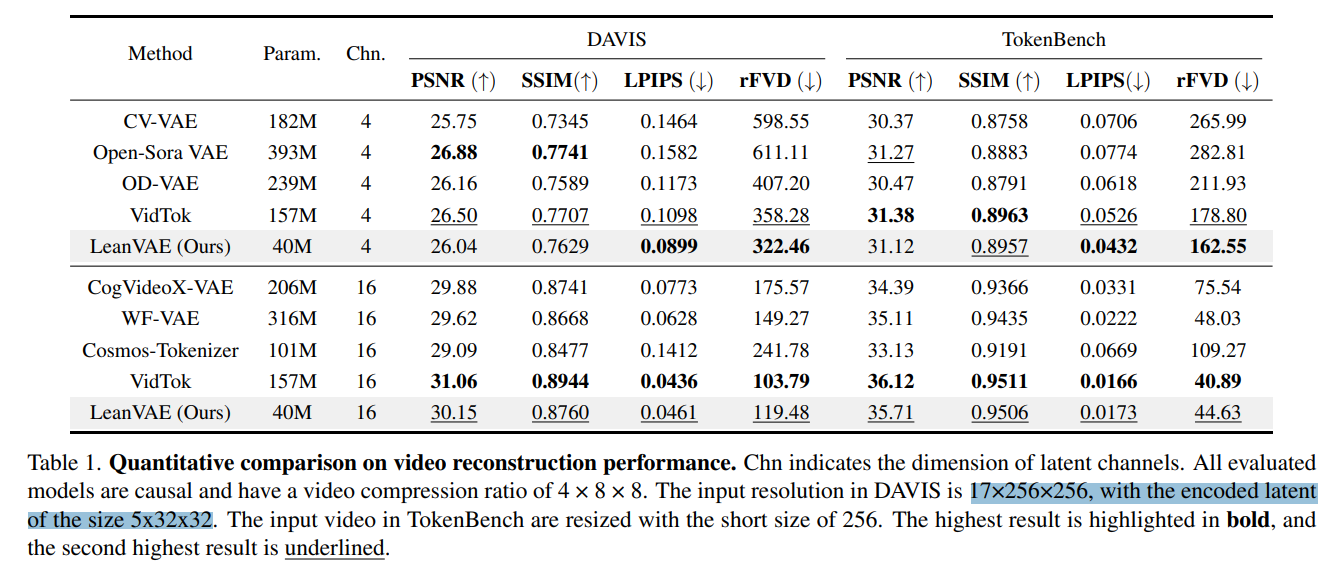 Method Param. Chn. DAVIS TokenBench
PSNR (↑) SSIM(↑) LPIPS (↓) rFVD (↓) PSNR (↑) SSIM (↑) LPIPS(↓) rFVD (↓)
CV-VAE 182M 4 25.75 0.7345 0.1464 598.55 30.37 0.8758 0.0706 265.99
Open-Sora VAE 393M 4 26.88 0.7741 0.1582 611.11 31.27 0.8883 0.0774 282.81
OD-VAE 239M 4 26.16 0.7589 0.1173 407.20 30.47 0.8791 0.0618 211.93
VidTok 157M 4 26.50 0.7707 0.1098 358.28 31.38 0.8963 0.0526 178.80
LeanVAE (Ours) 40M 4 26.04 0.7629 0.0899 322.46 31.12 0.8957 0.0432 162.55
CogVideoX-VAE 206M 16 29.88 0.8741 0.0773 175.57 34.39 0.9366 0.0331 75.54
WF-VAE 316M 16 29.62 0.8668 0.0628 149.27 35.11 0.9435 0.0222 48.03
Cosmos-Tokenizer 101M 16 29.09 0.8477 0.1412 241.78 33.13 0.9191 0.0669 109.27
VidTok 157M 16 31.06 0.8944 0.0436 103.79 36.12 0.9511 0.0166 40.89
LeanVAE (Ours) 40M 16 30.15 0.8760 0.0461 119.48 35.71 0.9506 0.0173 44.63
Table 1. Quantitative comparison on video reconstruction performance. Chn indicates the dimension of latent channels. All evaluated
models are causal and have a video compression ratio of 4 × 8 × 8. The input resolution in DAVIS is 17×256×256, with the encoded latent
of the size 5x32x32. The input video in TokenBench are resized with the short size of 256. The highest result is highlighted in bold, and
the second highest result is underlined.